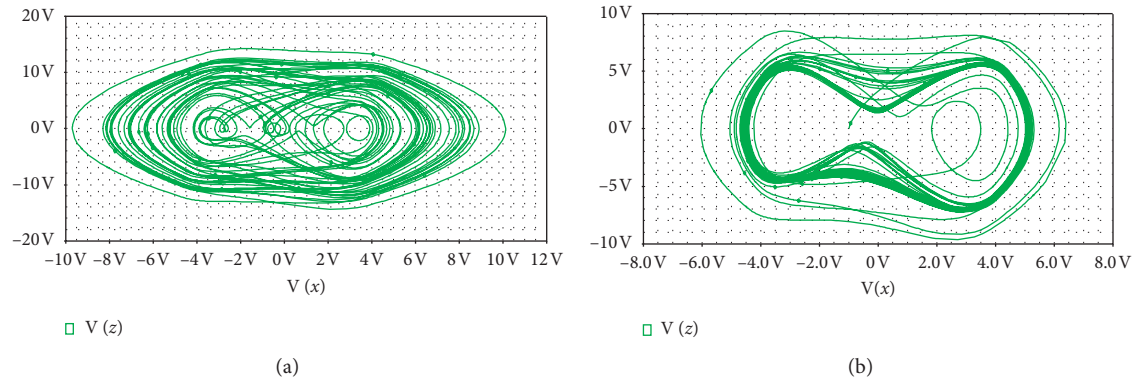 20 V
10 V
0 V
−10 V
−20 V
−10 V −8 V −6 V −4 V −2 V 0 V 2 V 4 V 6 V 8 V 10 V 12 V
V (x)
V (z)
(a)
10 V
5 V
0 V
−5 V
−10 V
−8.0 V −6.0 V −4.0 V −2.0 V 0 V 2.0 V 4.0 V 6.0 V 8.0 V
V(x)
V (z)
(b)